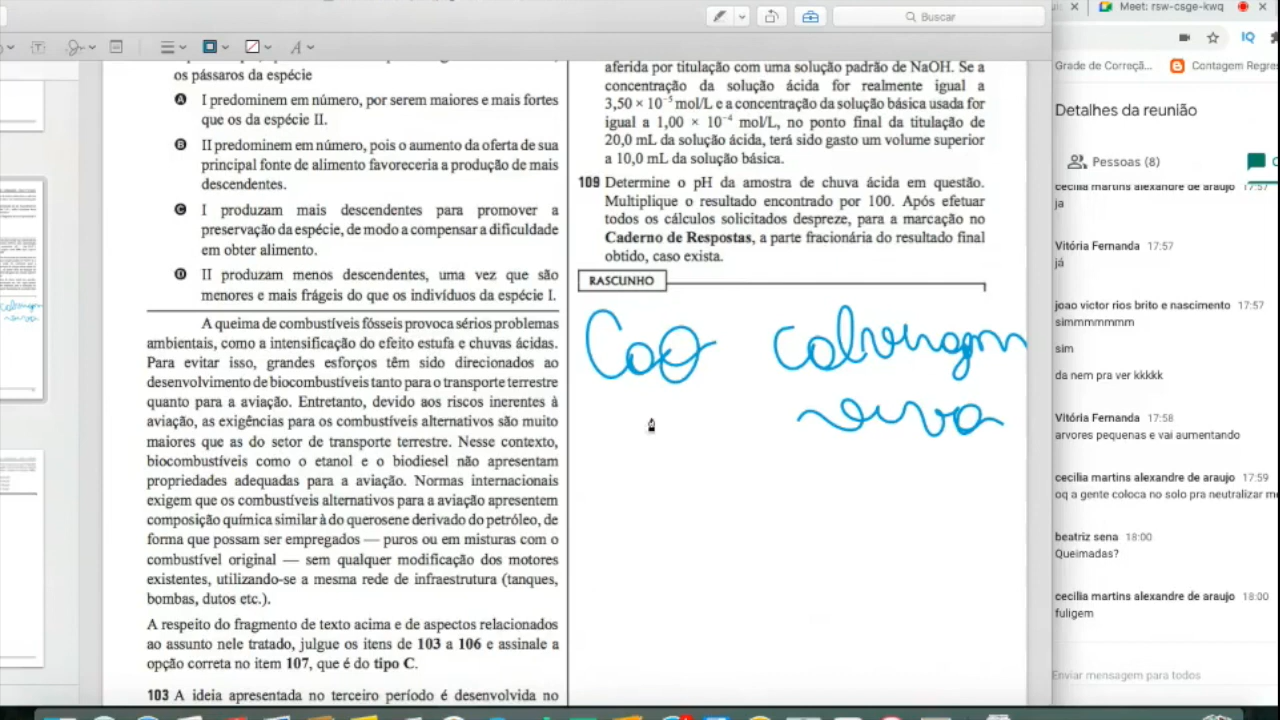 Buscar
Meet: rsw-csge-kwq
IQ
Grade de Correçã...
Contagem Regres
os pássaros da espécie
A I predominem em número, por serem maiores e mais fortes
que os da espécie II.
B II predominem em número, pois o aumento da oferta de sua
principal fonte de alimento favoreceria a produção de mais
descendentes.
C I produzam mais descendentes para promover a
preservação da espécie, de modo a compensar a dificuldade
em obter alimento.
D II produzam menos descendentes, uma vez que são
menores e mais frágeis do que os indivíduos da espécie I.
A queima de combustíveis fósseis provoca sérios problemas
ambientais, como a intensificação do efeito estufa e chuvas ácidas.
Para evitar isso, grandes esforços têm sido direcionados ao
desenvolvimento de biocombustíveis tanto para o transporte terrestre
quanto para a aviação. Entretanto, devido aos riscos inerentes à
aviação, as exigências para os combustíveis alternativos são muito
maiores que as do setor de transporte terrestre. Nesse contexto,
biocombustíveis como o etanol e o biodiesel não apresentam
propriedades adequadas para a aviação. Normas internacionais
exigem que os combustíveis alternativos para a aviação apresentem
composição química similar à do querosene derivado do petróleo, de
forma que possam ser empregados — puros ou em misturas com o
combustível original — sem qualquer modificação dos motores
existentes, utilizando-se a mesma rede de infraestrutura (tanques,
bombas, dutos etc.).
A respeito do fragmento de texto acima e de aspectos relacionados
ao assunto nele tratado, julgue os itens de 103 a 106 e assinale a
opção correta no item 107, que é do tipo C.
103 A ideia apresentada no terceiro período é desenvolvida no
aferida por titulação com uma solução padrão de NaOH. Se a
concentração da solução ácida for realmente igual a
3,50 × 10⁻⁵ mol/L e a concentração da solução básica usada for
igual a 1,00 × 10⁻⁴ mol/L, no ponto final da titulação de
20,0 mL da solução ácida, terá sido gasto um volume superior
a 10,0 mL da solução básica.
109 Determine o pH da amostra de chuva ácida em questão.
Multiplique o resultado encontrado por 100. Após efetuar
todos os cálculos solicitados despreze, para a marcação no
Caderno de Respostas, a parte fracionária do resultado final
obtido, caso exista.
RASCUNHO
CaO
Detalhes da reunião
Pessoas (8)
cecilia martins alexandre de araujo 17:57
ja
Vitória Fernanda 17:57
já
joao victor rios brito e nascimento 17:57
simmmmmmm
sim
da nem pra ver kkkkk
Vitória Fernanda 17:58
arvores pequenas e vai aumentando
cecilia martins alexandre de araujo 17:59
oq a gente coloca no solo pra neutralizar
beatriz sena 18:00
Queimadas?
cecilia martins alexandre de araujo 18:00
fuligem
Enviar mensagem para todos